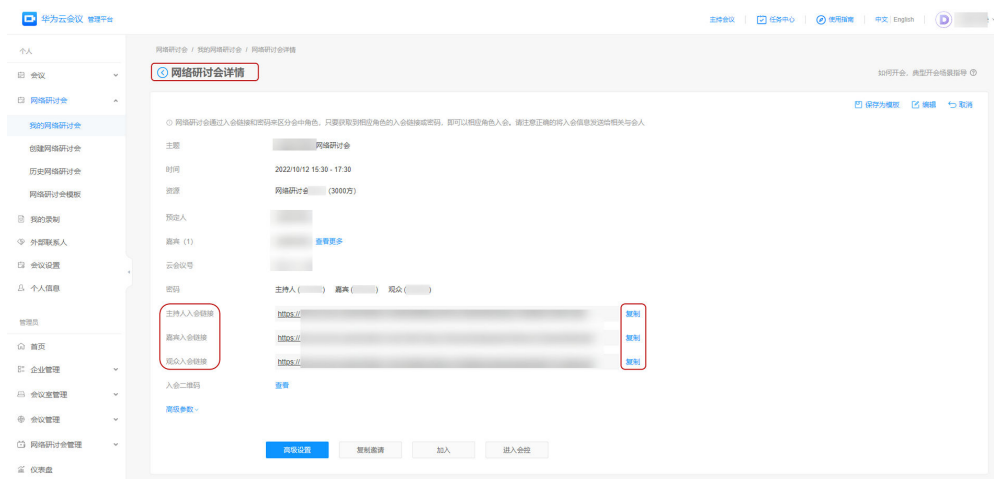 华为云会议 管理平台
主持会议 任务中心 使用指南 中文 English D
个人
会议
网络研讨会
我的网络研讨会
创建网络研讨会
历史网络研讨会
网络研讨会模板
我的录制
外部联系人
会议设置
个人信息
管理员
首页
企业管理
会议室管理
会议管理
网络研讨会管理
仪表盘
网络研讨会 / 我的网络研讨会 / 网络研讨会详情
网络研讨会详情
如何开会，典型开会场景指导
保存为模板 编辑 取消
网络研讨会通过入会链接和密码来区分会中角色、只要获取到相应角色的入会链接或密码、即可以相应角色入会。请注意正确的将入会信息发送给相关与会人
主题 网络研讨会
时间 2022/10/12 15:30 - 17:30
资源 网络研讨会 (3000方)
预定人
嘉宾 (1) 查看更多
云会议号
密码 主持人 ( ) 嘉宾 ( ) 观众 ( )
主持人入会链接 https:// 复制
嘉宾入会链接 https:// 复制
观众入会链接 https:// 复制
入会二维码 查看
高级参数
高级设置 复制邀请 加入 进入会控